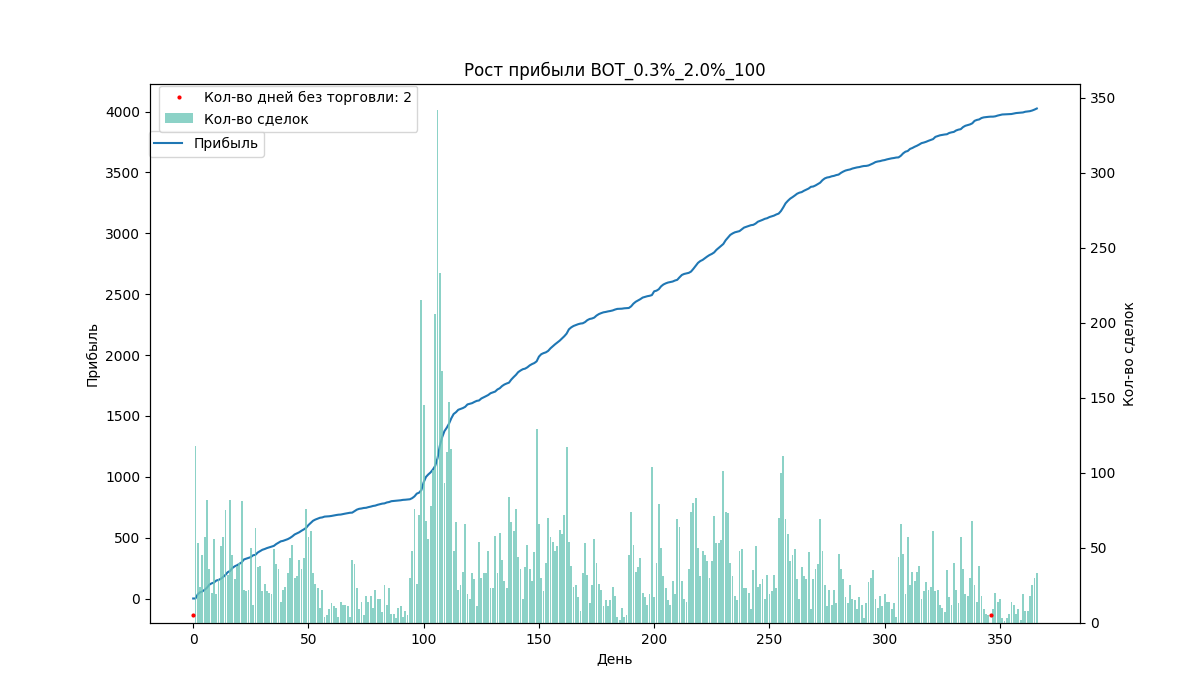 Рост прибыли BOT_0.3%_2.0%_100
Кол-во дней без торговли: 2
Кол-во сделок
Прибыль
4000
3500
3000
2500
2000
1500
1000
500
0
Прибыль
350
300
250
200
150
100
50
0
Кол-во сделок
0 50 100 150 200 250 300 350
День